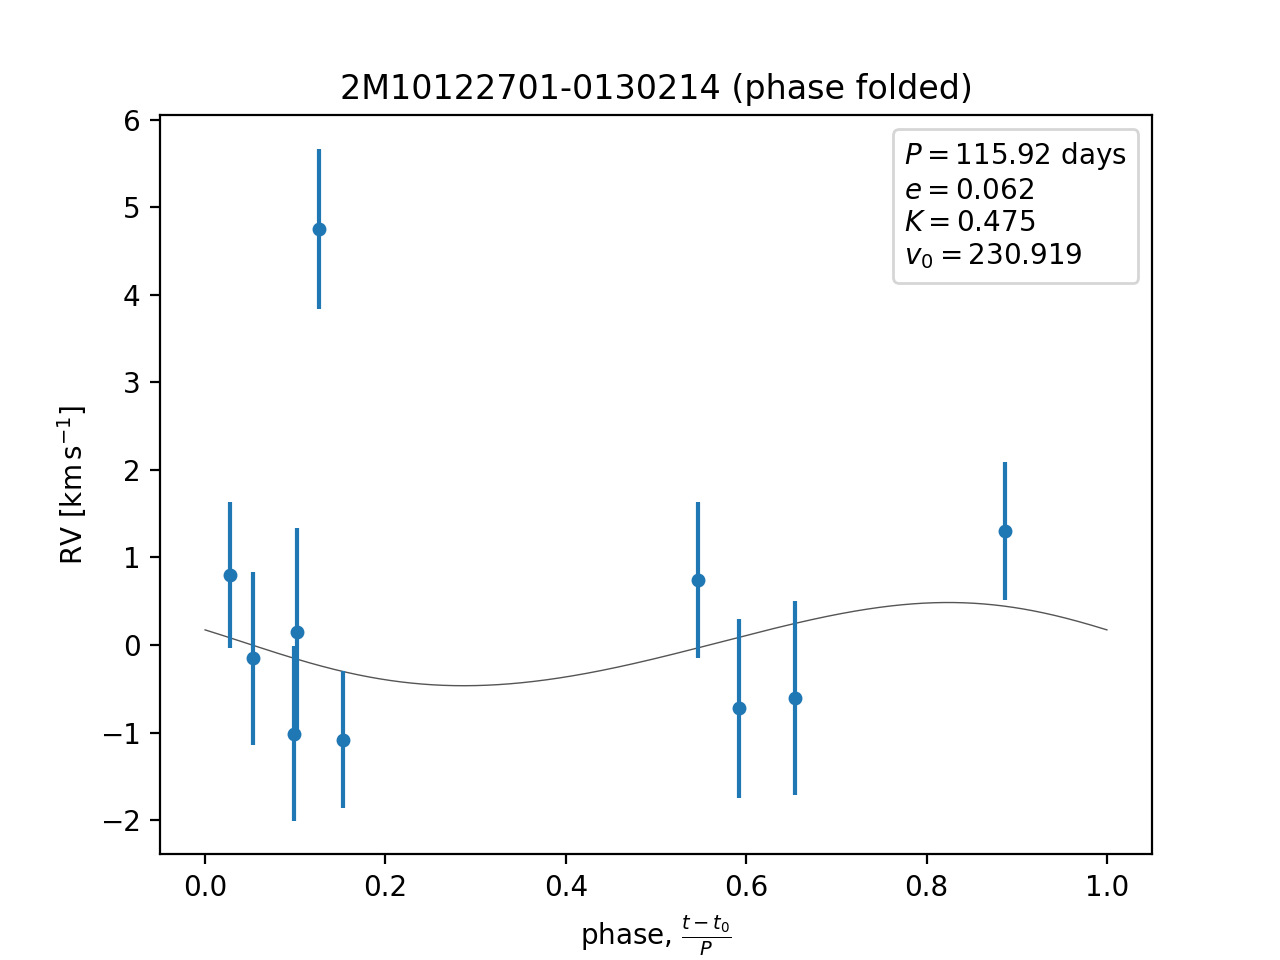 2M10122701-0130214 (phase folded)
P = 115.92 days
e = 0.062
K = 0.475
v₀ = 230.919
RV [km s⁻¹]
6
5
4
3
2
1
0
−1
−2
0.0 0.2 0.4 0.6 0.8 1.0
phase, (t − t₀)/P